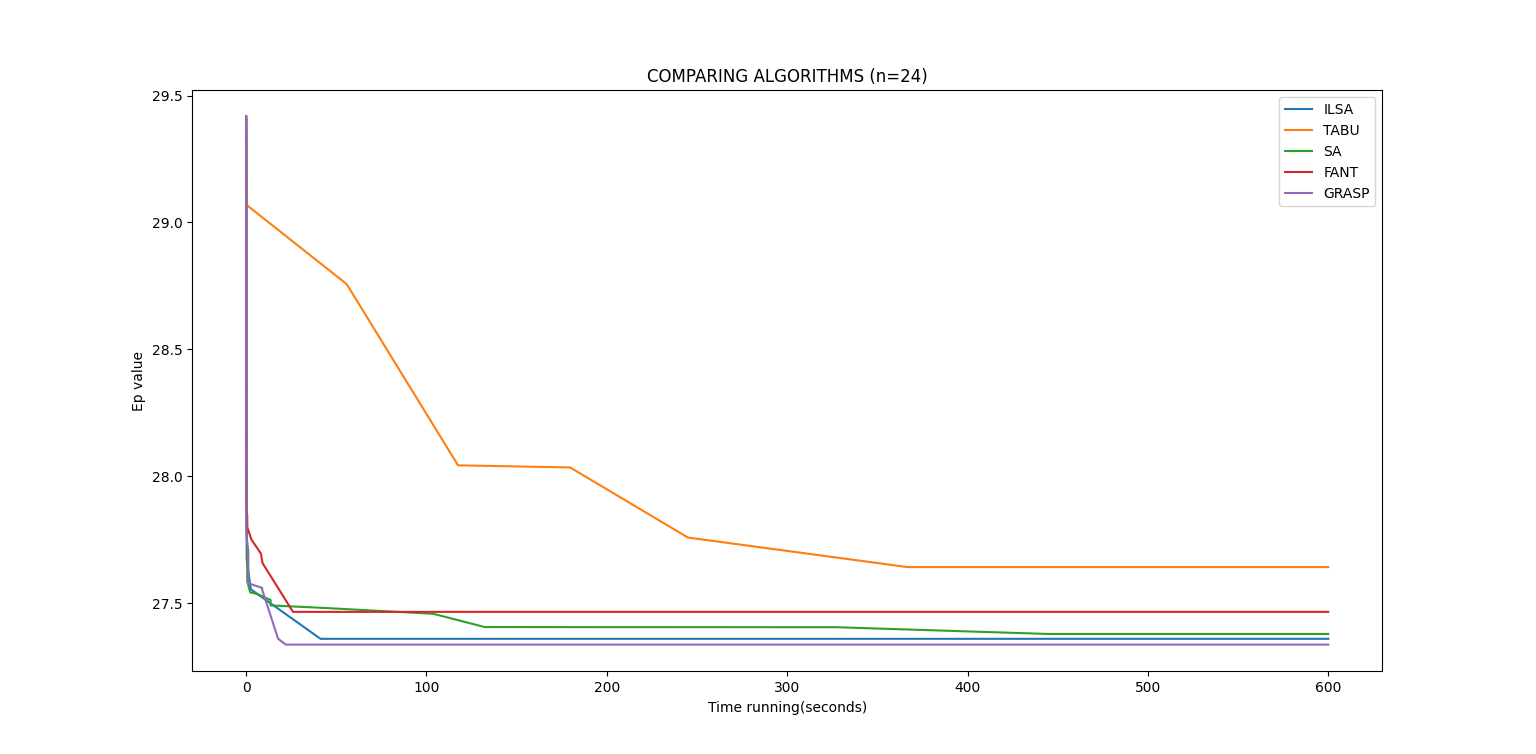 COMPARING ALGORITHMS (n=24)
29.5
29.0
28.5
28.0
27.5
Ep value
ILSA
TABU
SA
FANT
GRASP
0 100 200 300 400 500 600
Time running(seconds)